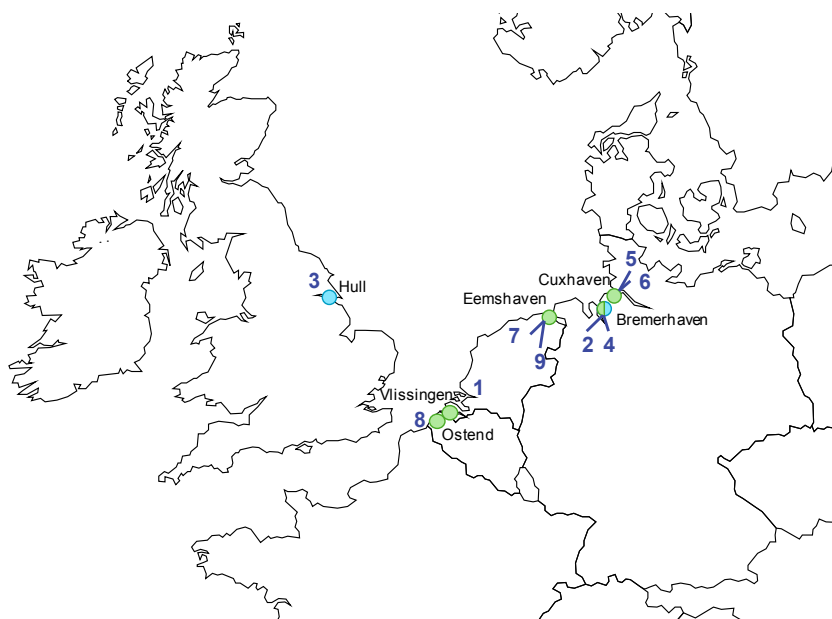 5
Cuxhaven
6
3
Hull
Eemshaven
Bremerhaven
7
2 4
9
1
Vlissingen
8
Ostend